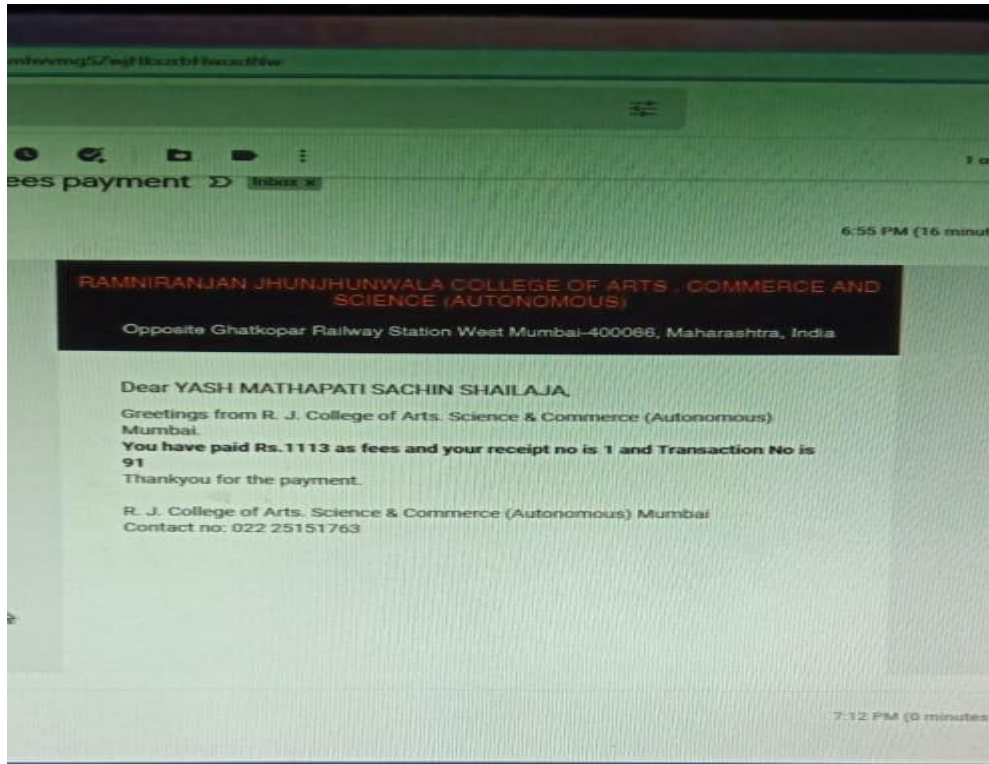 ees payment Inbox x
6:55 PM (16 minut
RAMNIRANJAN JHUNJHUNWALA COLLEGE OF ARTS , COMMERCE AND
SCIENCE (AUTONOMOUS)
Opposite Ghatkopar Railway Station West Mumbai-400086, Maharashtra, India
Dear YASH MATHAPATI SACHIN SHAILAJA,
Greetings from R. J. College of Arts. Science & Commerce (Autonomous)
Mumbai.
You have paid Rs.1113 as fees and your receipt no is 1 and Transaction No is
91
Thankyou for the payment.
R. J. College of Arts. Science & Commerce (Autonomous) Mumbai
Contact no: 022 25151763
7:12 PM (0 minutes